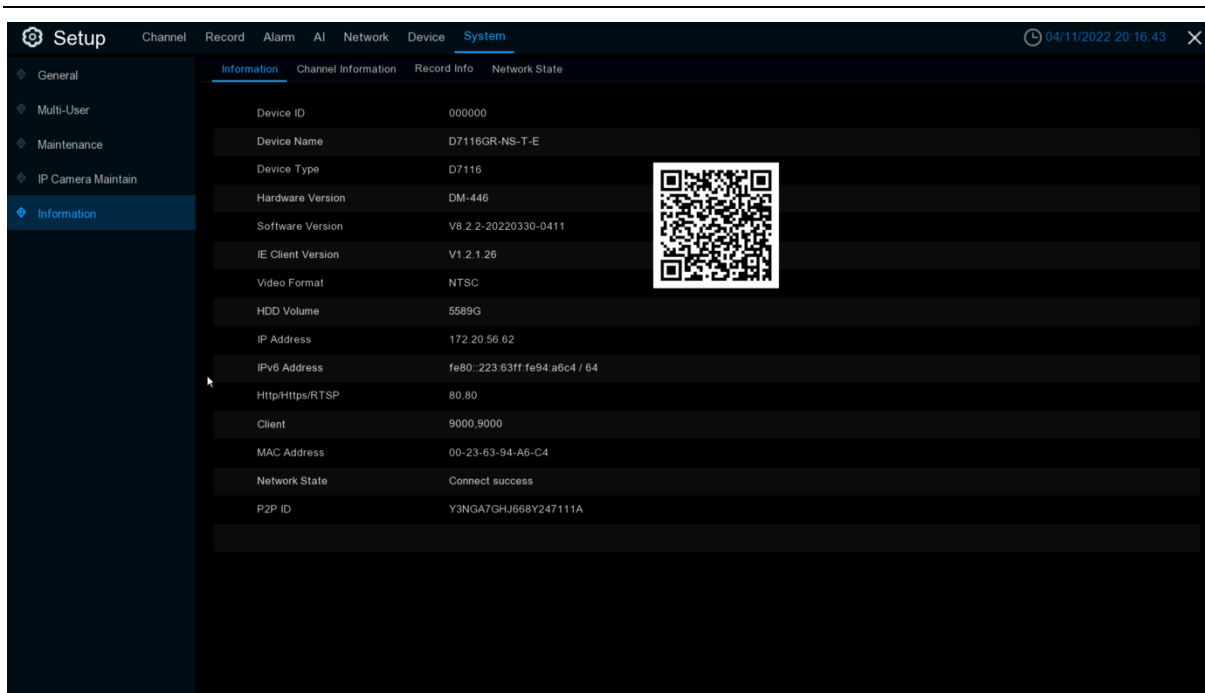 Setup Channel Record Alarm AI Network Device System 04/11/2022 20:16:43
General
Multi-User
Maintenance
IP Camera Maintain
Information
Information Channel Information Record Info Network State
Device ID 000000
Device Name D7116GR-NS-T-E
Device Type D7116
Hardware Version DM-446
Software Version V8.2.2-20220330-0411
IE Client Version V1.2.1.26
Video Format NTSC
HDD Volume 5589G
IP Address 172.20.56.62
IPv6 Address fe80::223:63ff:fe94:a6c4 / 64
Http/Https/RTSP 80,80
Client 9000,9000
MAC Address 00-23-63-94-A6-C4
Network State Connect success
P2P ID Y3NGA7GHJ668Y247111A